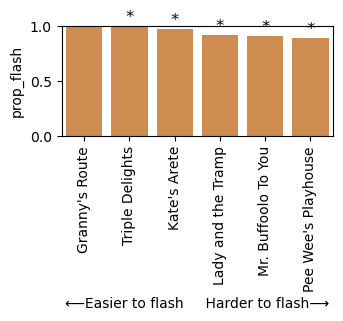 * * * * *
1.0
0.5
0.0
prop_flash
Granny's Route
Triple Delights
Kate's Arete
Lady and the Tramp
Mr. Buffoolo To You
Pee Wee's Playhouse
⟵Easier to flash Harder to flash⟶